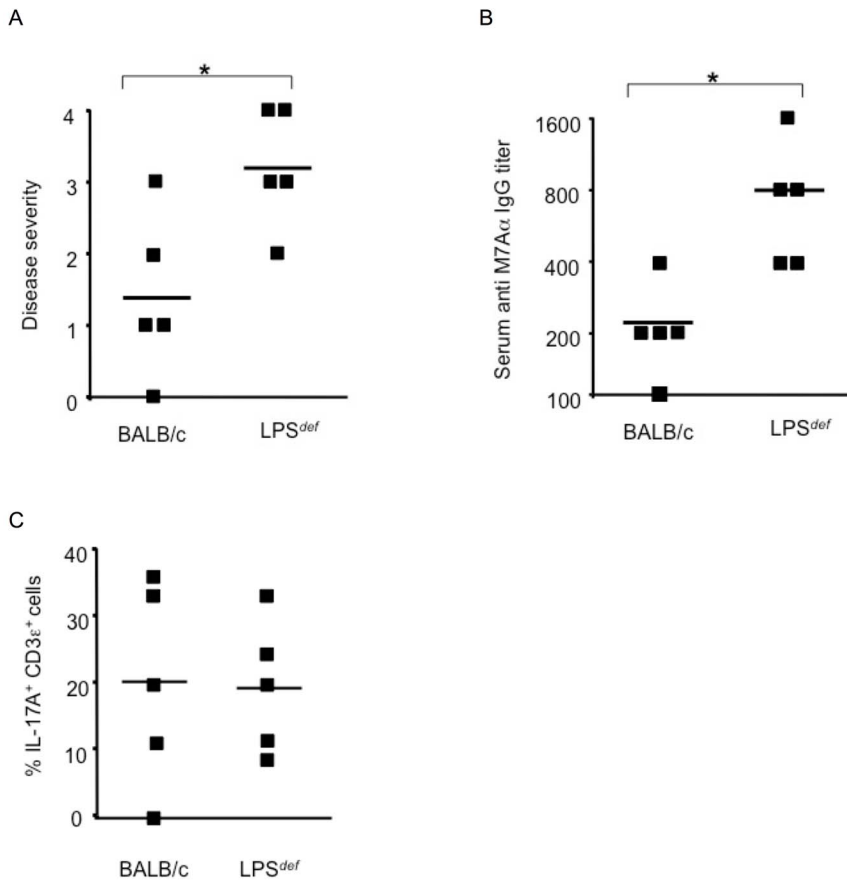 A
*
Disease severity
4
3
2
1
0
BALB/c LPSdef
B
*
Serum anti M7Aα IgG titer
1600
800
400
200
100
BALB/c LPSdef
C
% IL-17A+ CD3ε+ cells
40
30
20
10
0
BALB/c LPSdef